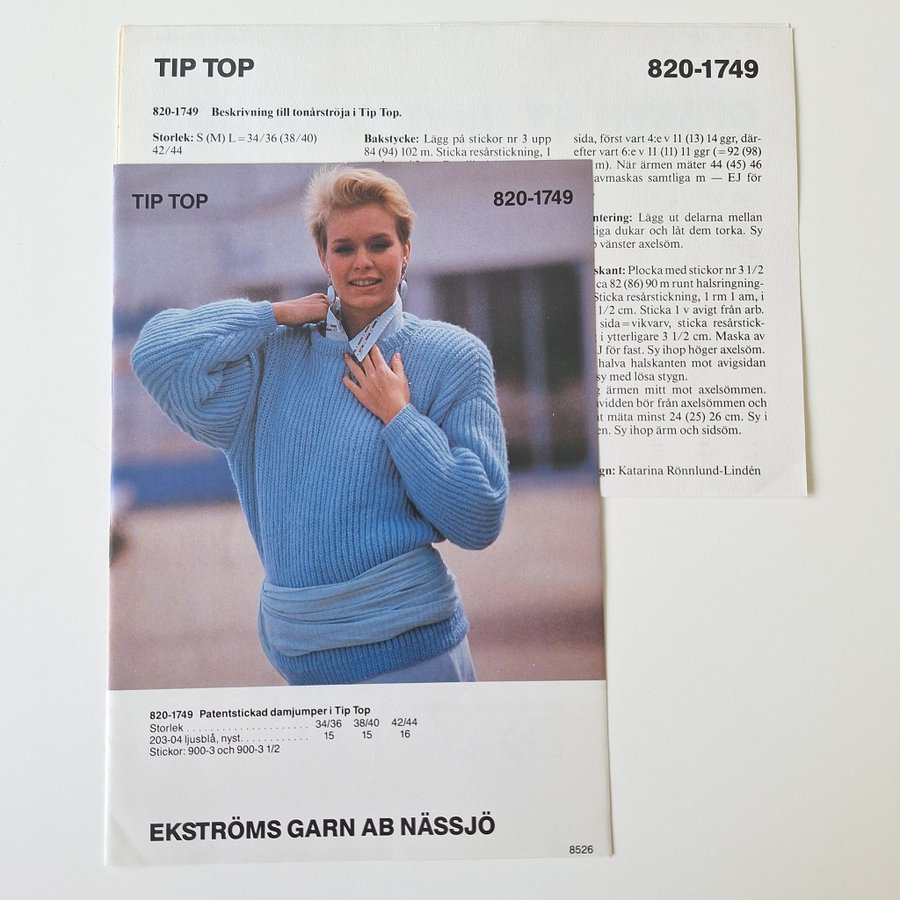 TIP TOP 820-1749
820-1749 Beskrivning till tonårströja i Tip Top.
Storlek: S (M) L = 34/36 (38/40)
42/44
Bakstycke: Lägg på stickor nr 3 upp
84 (94) 102 m. Sticka resårstickning, 1
sida, först vart 4:e v 11 (13) 14 ggr, där-
efter vart 6:e v 11 (11) 11 ggr (= 92 (98)
m). När ärmen mäter 44 (45) 46
avmaskas samtliga m — EJ för
Lägg ut delarna mellan
dukar och låt dem torka. Sy
vänster axelsöm.
Plocka med stickor nr 3 1/2
ca 82 (86) 90 m runt halsringning-
Sticka resårstickning, 1 rm 1 am, i
1/2 cm. Sticka 1 v avigt från arb.
sida = vikvarv, sticka resårstick-
i ytterligare 3 1/2 cm. Maska av
för fast. Sy ihop höger axelsöm.
halva halskanten mot avigsidan
sy med lösa stygn.
ärmen mitt mot axelsömmen.
bör från axelsömmen och
mäta minst 24 (25) 26 cm. Sy i
Sy ihop ärm och sidsöm.
Katarina Rönnlund-Lindén
TIP TOP 820-1749
820-1749 Patentstickad damjumper i Tip Top
Storlek . . . . . . . . . . . . . . . . . . . . . 34/36 38/40 42/44
203-04 ljusblå, nyst. . . . . . . . . . . . 15 15 16
Stickor: 900-3 och 900-3 1/2
EKSTRÖMS GARN AB NÄSSJÖ
8526